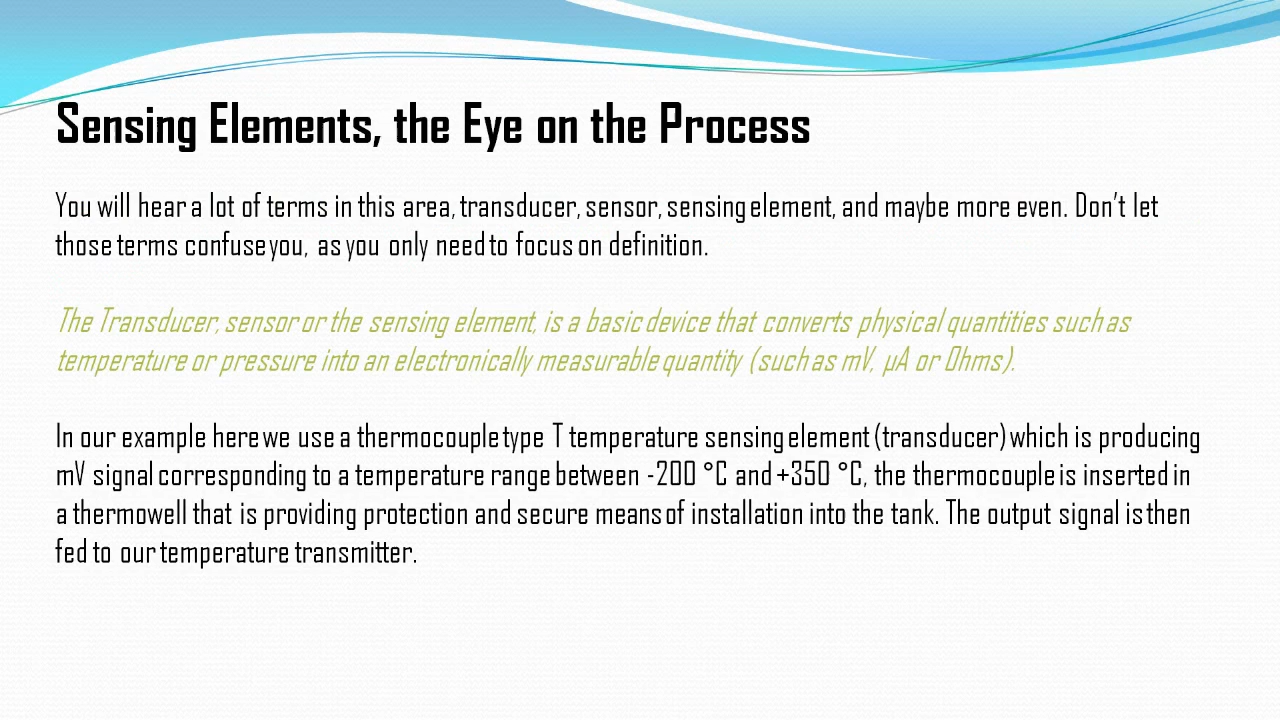 Sensing Elements, the Eye on the Process
You will hear a lot of terms in this area, transducer, sensor, sensing element, and maybe more even. Don’t let
those terms confuse you, as you only need to focus on definition.
The Transducer, sensor or the sensing element, is a basic device that converts physical quantities such as
temperature or pressure into an electronically measurable quantity (such as mV, µA or Ohms).
In our example here we use a thermocouple type T temperature sensing element (transducer) which is producing
mV signal corresponding to a temperature range between -200 °C and +350 °C, the thermocouple is inserted in
a thermowell that is providing protection and secure means of installation into the tank. The output signal is then
fed to our temperature transmitter.